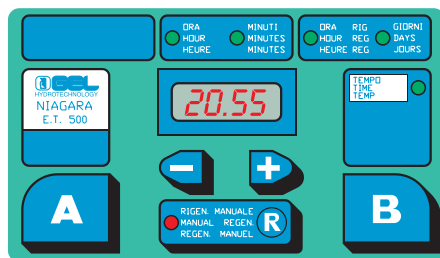 ORA
HOUR
HEURE
MINUTI
MINUTES
MINUTES
ORA RIG
HOUR REG
HEURE REG
GIORNI
DAYS
JOURS
GEL
HYDROTECHNOLOGY
NIAGARA
E.T. 500
20.55
TEMPO
TIME
TEMP
A
B
RIGEN. MANUALE
MANUAL REGEN.
REGEN. MANUEL
R